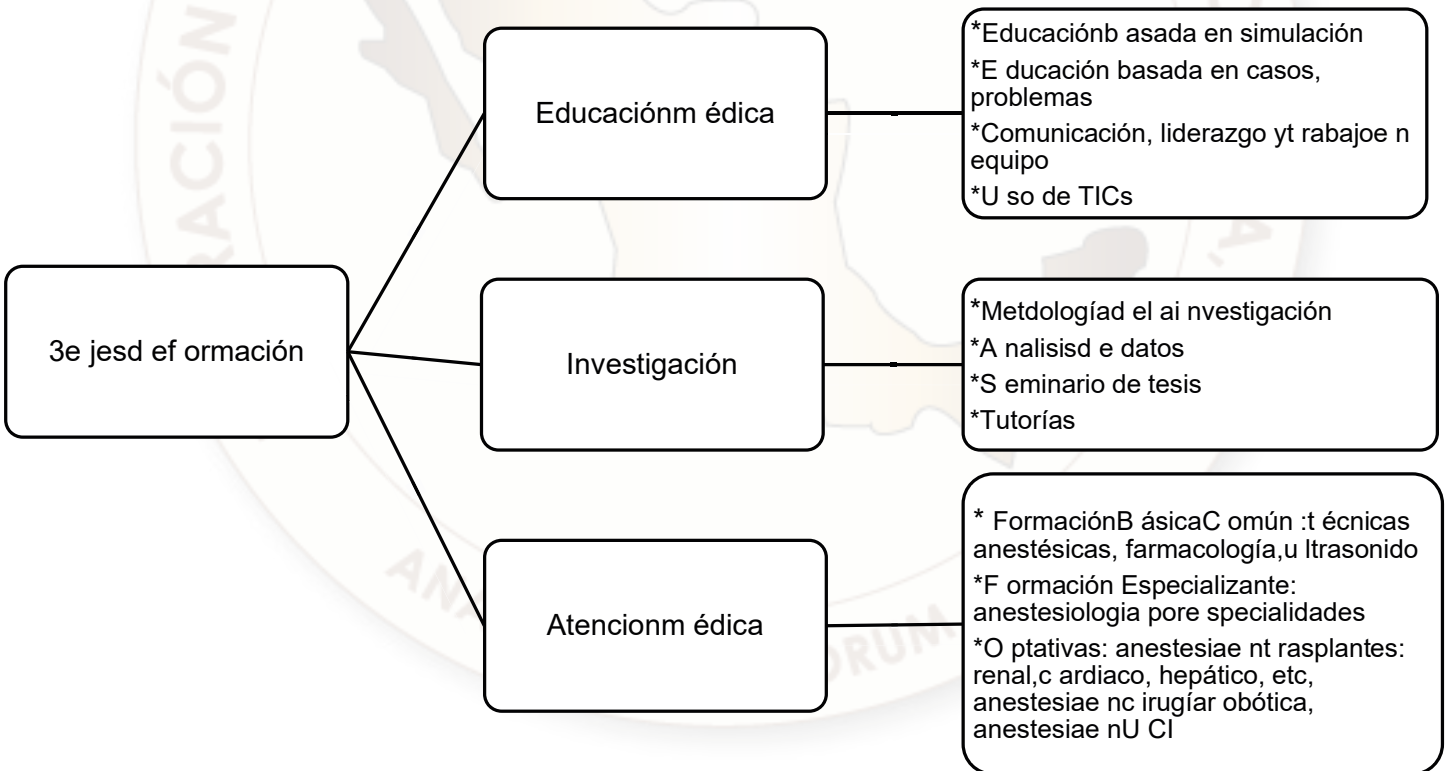 3e jesd ef ormación
Educaciónm édica
*Educaciónb asada en simulación
*E ducación basada en casos,
problemas
*Comunicación, liderazgo yt rabajoe n
equipo
*U so de TICs
Investigación
*Metdologíad el ai nvestigación
*A nalisisd e datos
*S eminario de tesis
*Tutorías
Atencionm édica
* FormaciónB ásicaC omún :t écnicas
anestésicas, farmacología,u ltrasonido
*F ormación Especializante:
anestesiologia pore specialidades
*O ptativas: anestesiae nt rasplantes:
renal,c ardiaco, hepático, etc,
anestesiae nc irugíar obótica,
anestesiae nU CI